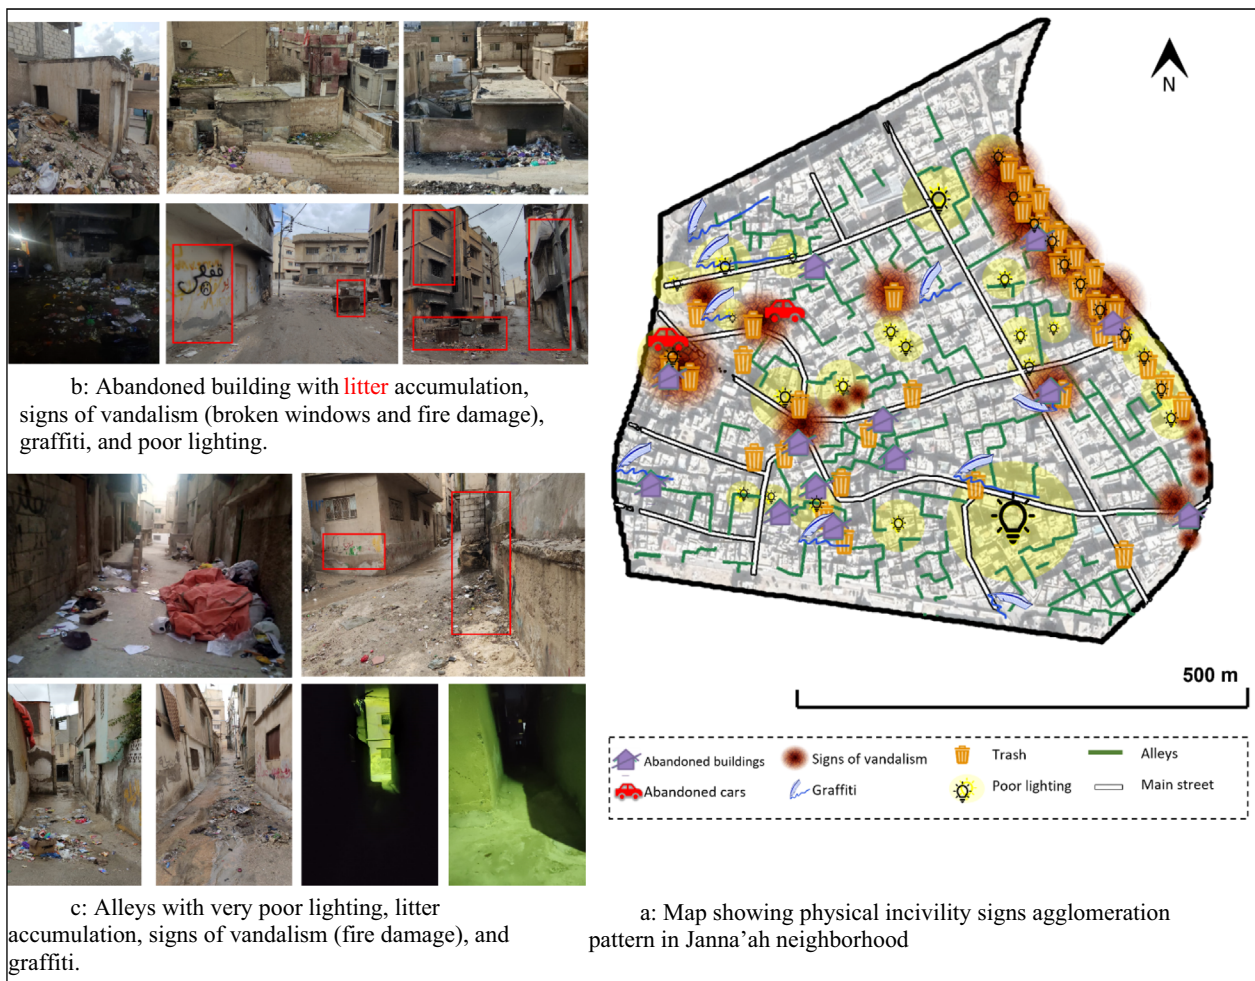 N
b: Abandoned building with litter accumulation,
signs of vandalism (broken windows and fire damage),
graffiti, and poor lighting.
500 m
Abandoned buildings
Signs of vandalism
Trash
Alleys
Abandoned cars
Graffiti
Poor lighting
Main street
c: Alleys with very poor lighting, litter
accumulation, signs of vandalism (fire damage), and
graffiti.
a: Map showing physical incivility signs agglomeration
pattern in Janna’ah neighborhood